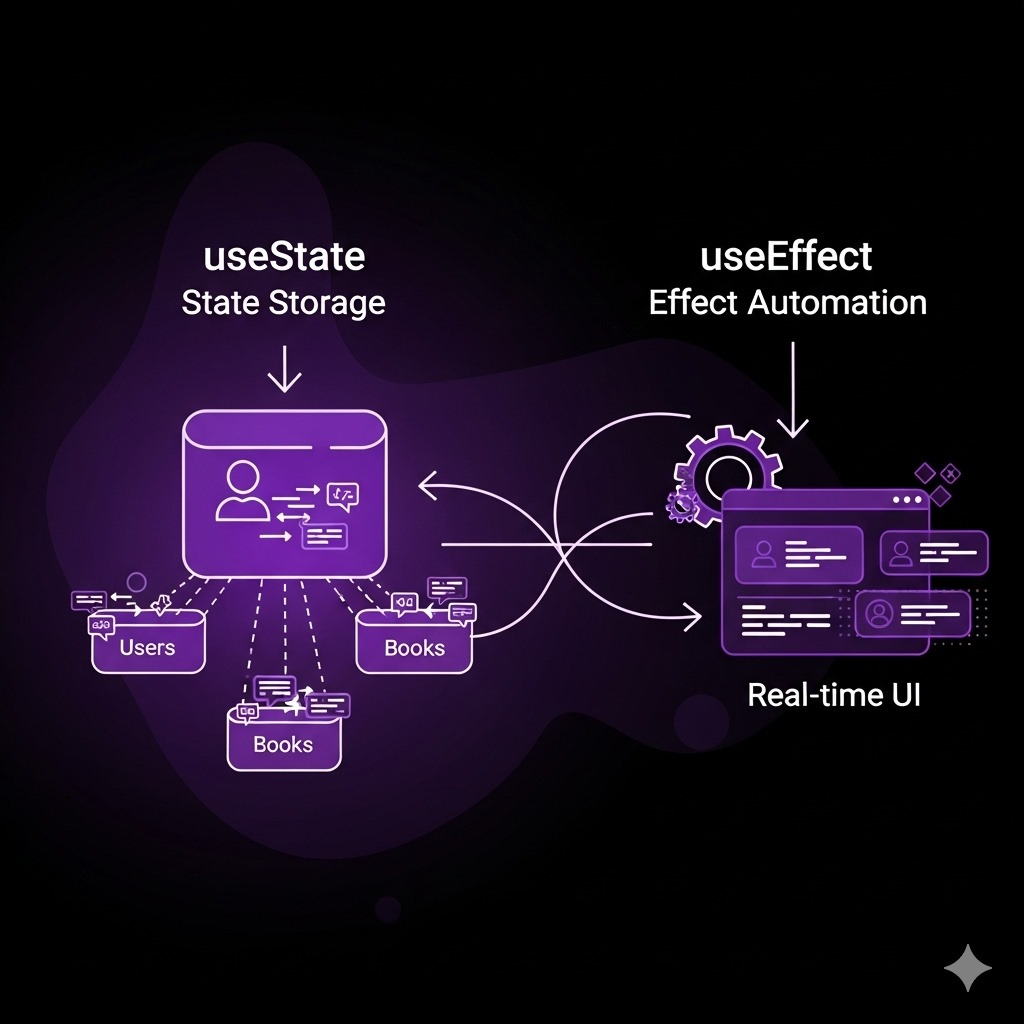 useState
State Storage
useEffect
Effect Automation
Users
Books
Books
Real-time UI